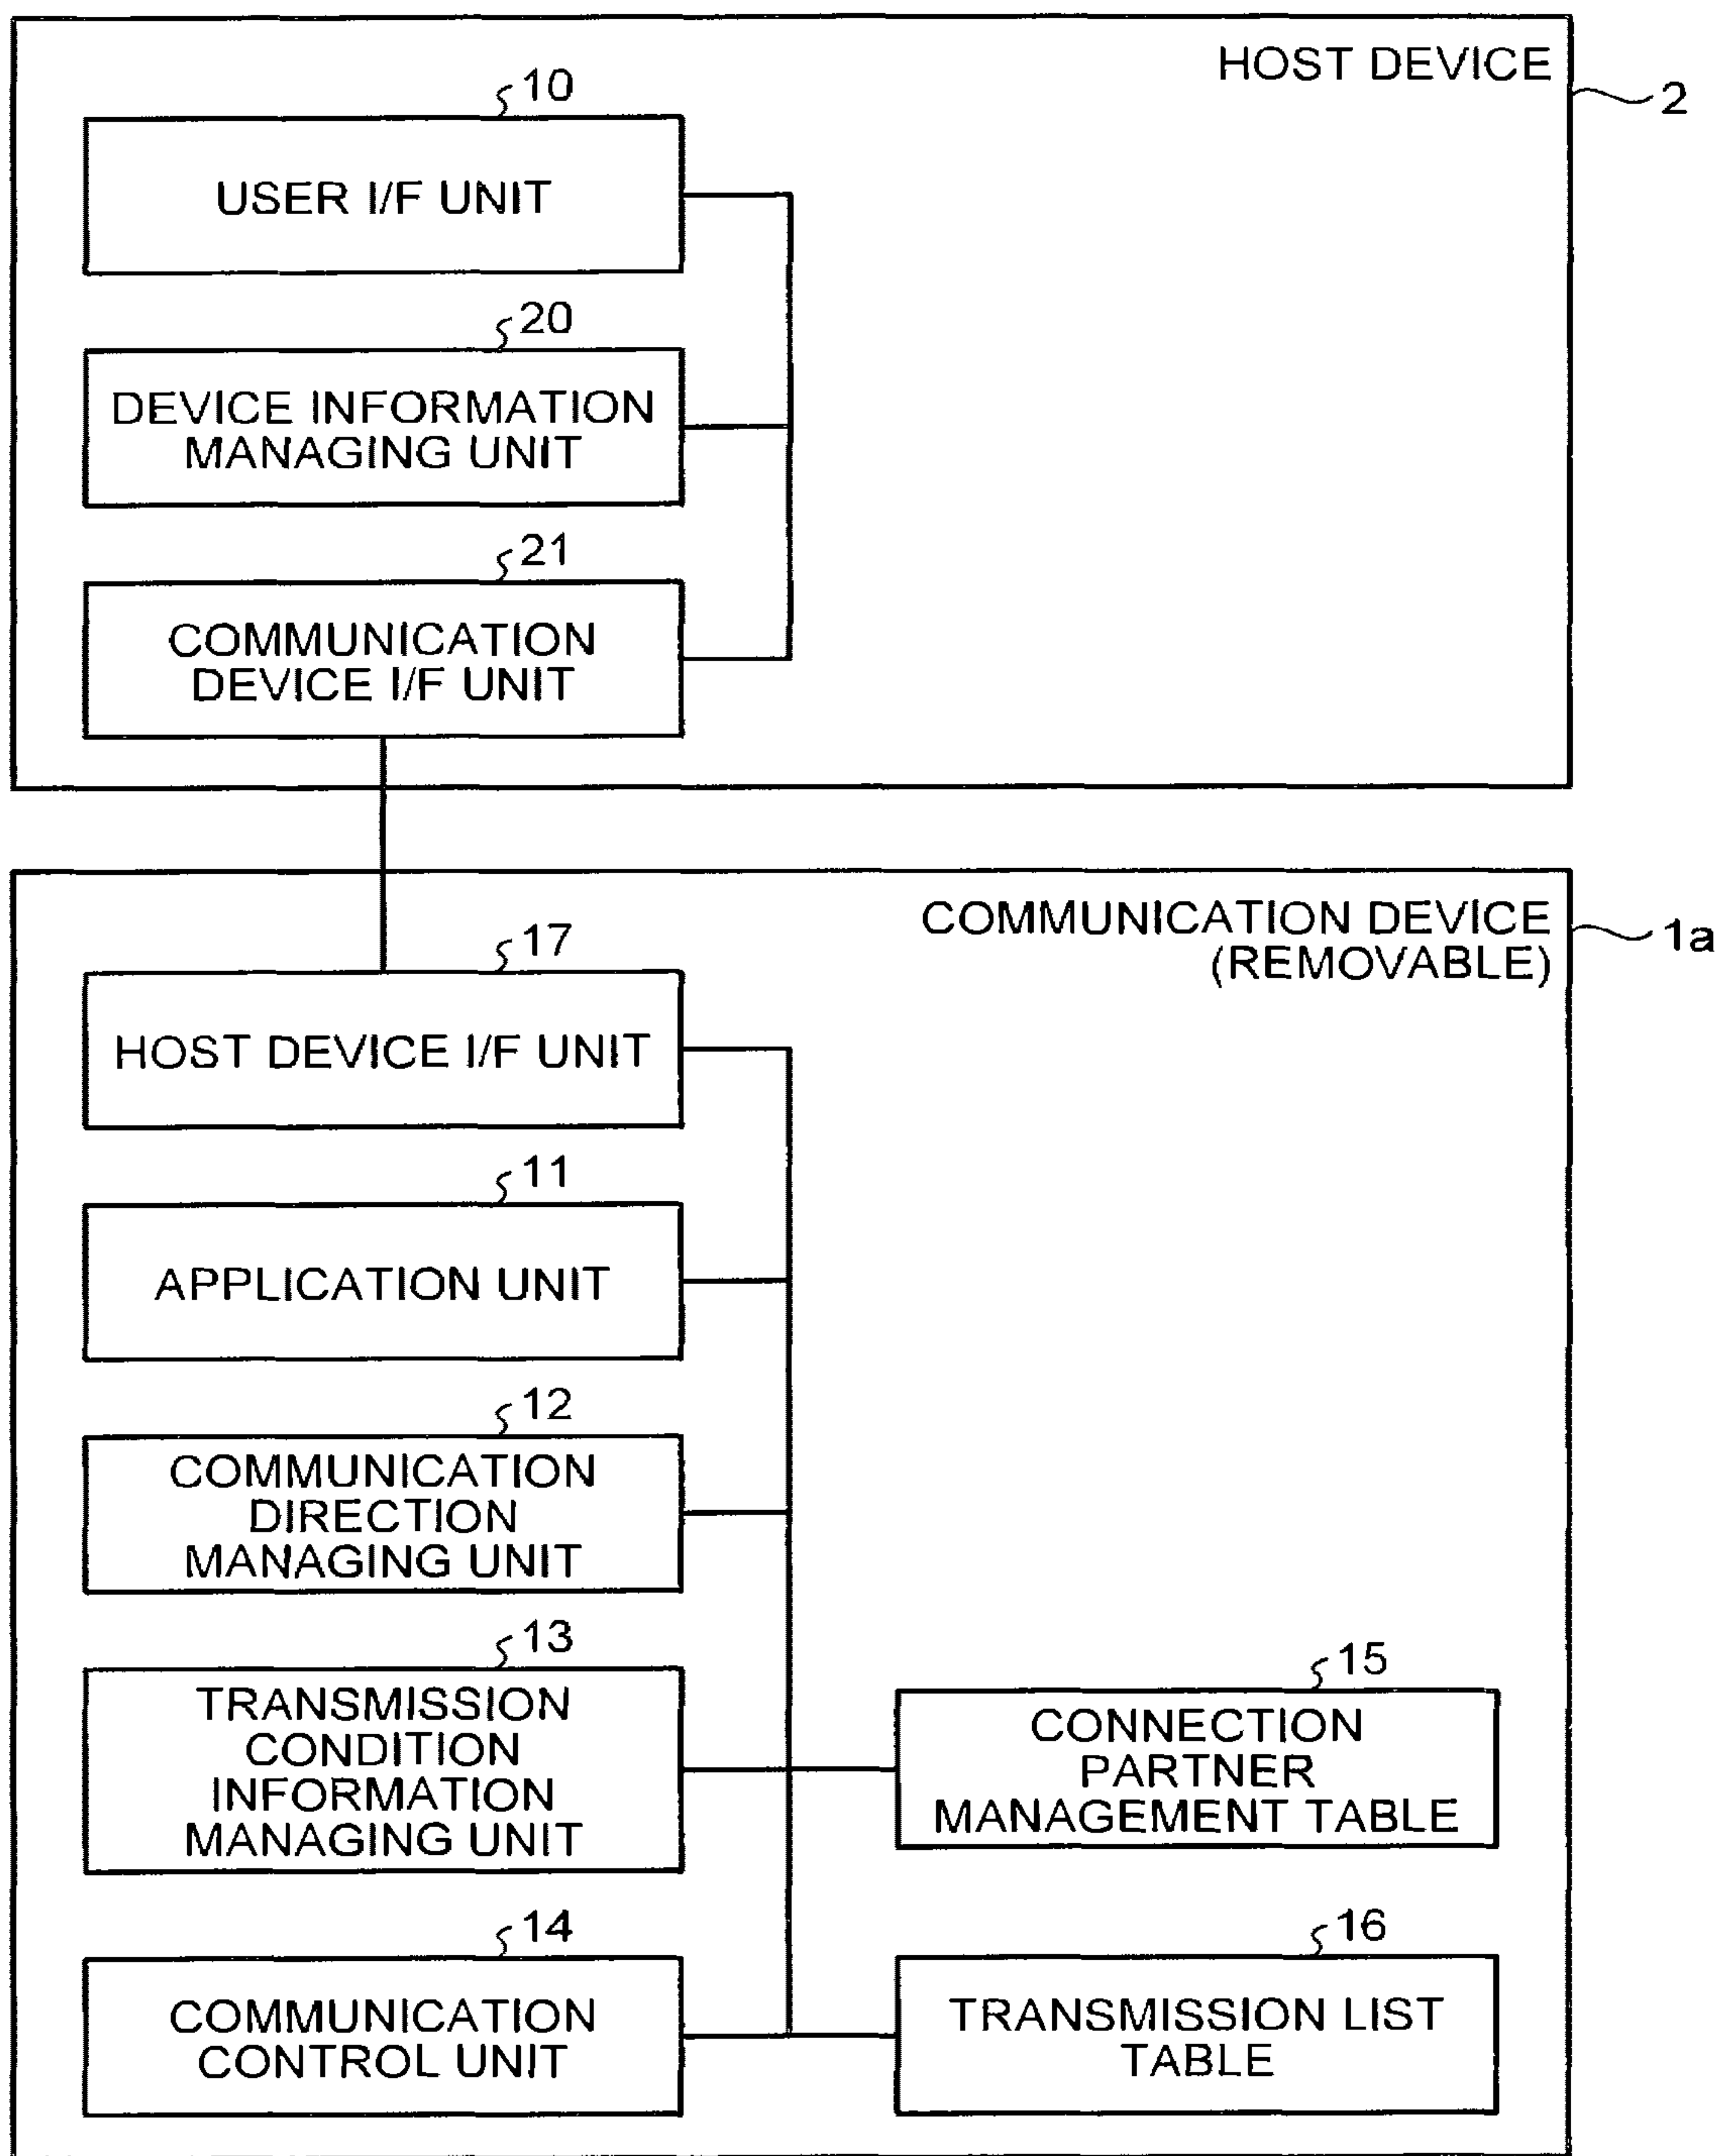 HOST DEVICE
2
10
USER I/F UNIT
20
DEVICE INFORMATION
MANAGING UNIT
21
COMMUNICATION
DEVICE I/F UNIT
COMMUNICATION DEVICE
(REMOVABLE)
1a
17
HOST DEVICE I/F UNIT
11
APPLICATION UNIT
12
COMMUNICATION
DIRECTION
MANAGING UNIT
13
TRANSMISSION
CONDITION
INFORMATION
MANAGING UNIT
15
CONNECTION
PARTNER
MANAGEMENT TABLE
14
COMMUNICATION
CONTROL UNIT
16
TRANSMISSION LIST
TABLE